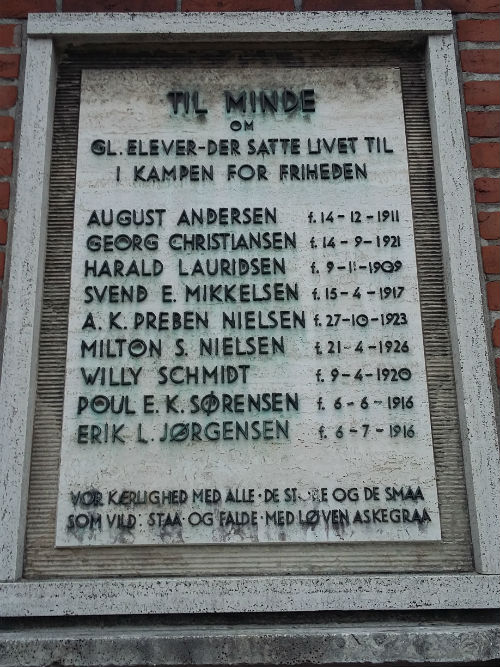 TIL MINDE
OM
GL. ELEVER - DER SATTE LIVET TIL
I KAMPEN FOR FRIHEDEN
AUGUST ANDERSEN f. 14 - 12 - 1911
GEORG CHRISTIANSEN f. 14 - 9 - 1921
HARALD LAURIDSEN f. 9 - 1909
SVEND E. MIKKELSEN f. 15 - 4 - 1917
A. K. PREBEN NIELSEN f. 27 - 10 - 1923
MILTON S. NIELSEN f. 21 - 4 - 1926
WILLY SCHMIDT f. 9 - 4 - 1920
POUL E. K. SØRENSEN f. 6 - 6 - 1916
ERIK L. JØRGENSEN f. 6 - 7 - 1916
VOR KÆRLIGHED MED ALLE · DE OG DE SMAA
SOM VILD STAA OG FALDE · MED LØVEN ASKEGRAA